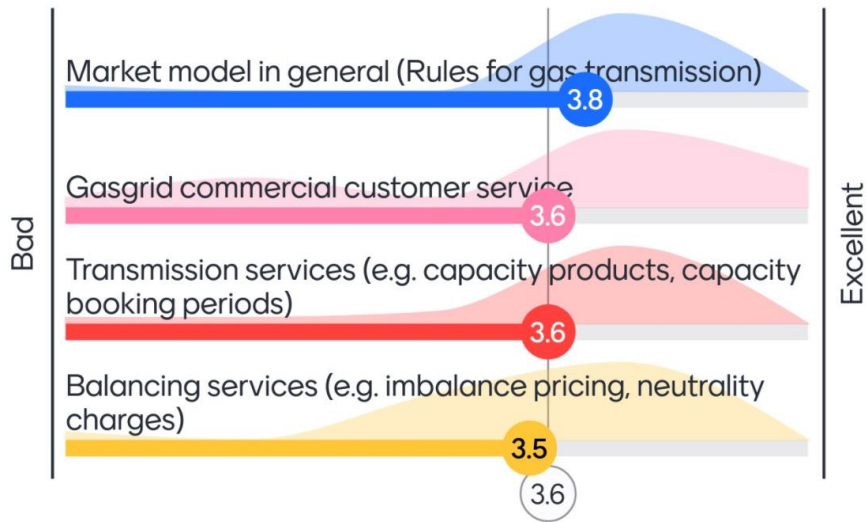 Market model in general (Rules for gas transmission)
3.8
Gasgrid commercial customer service
3.6
Bad
Excellent
Transmission services (e.g. capacity products, capacity
booking periods)
3.6
Balancing services (e.g. imbalance pricing, neutrality
charges)
3.5
3.6